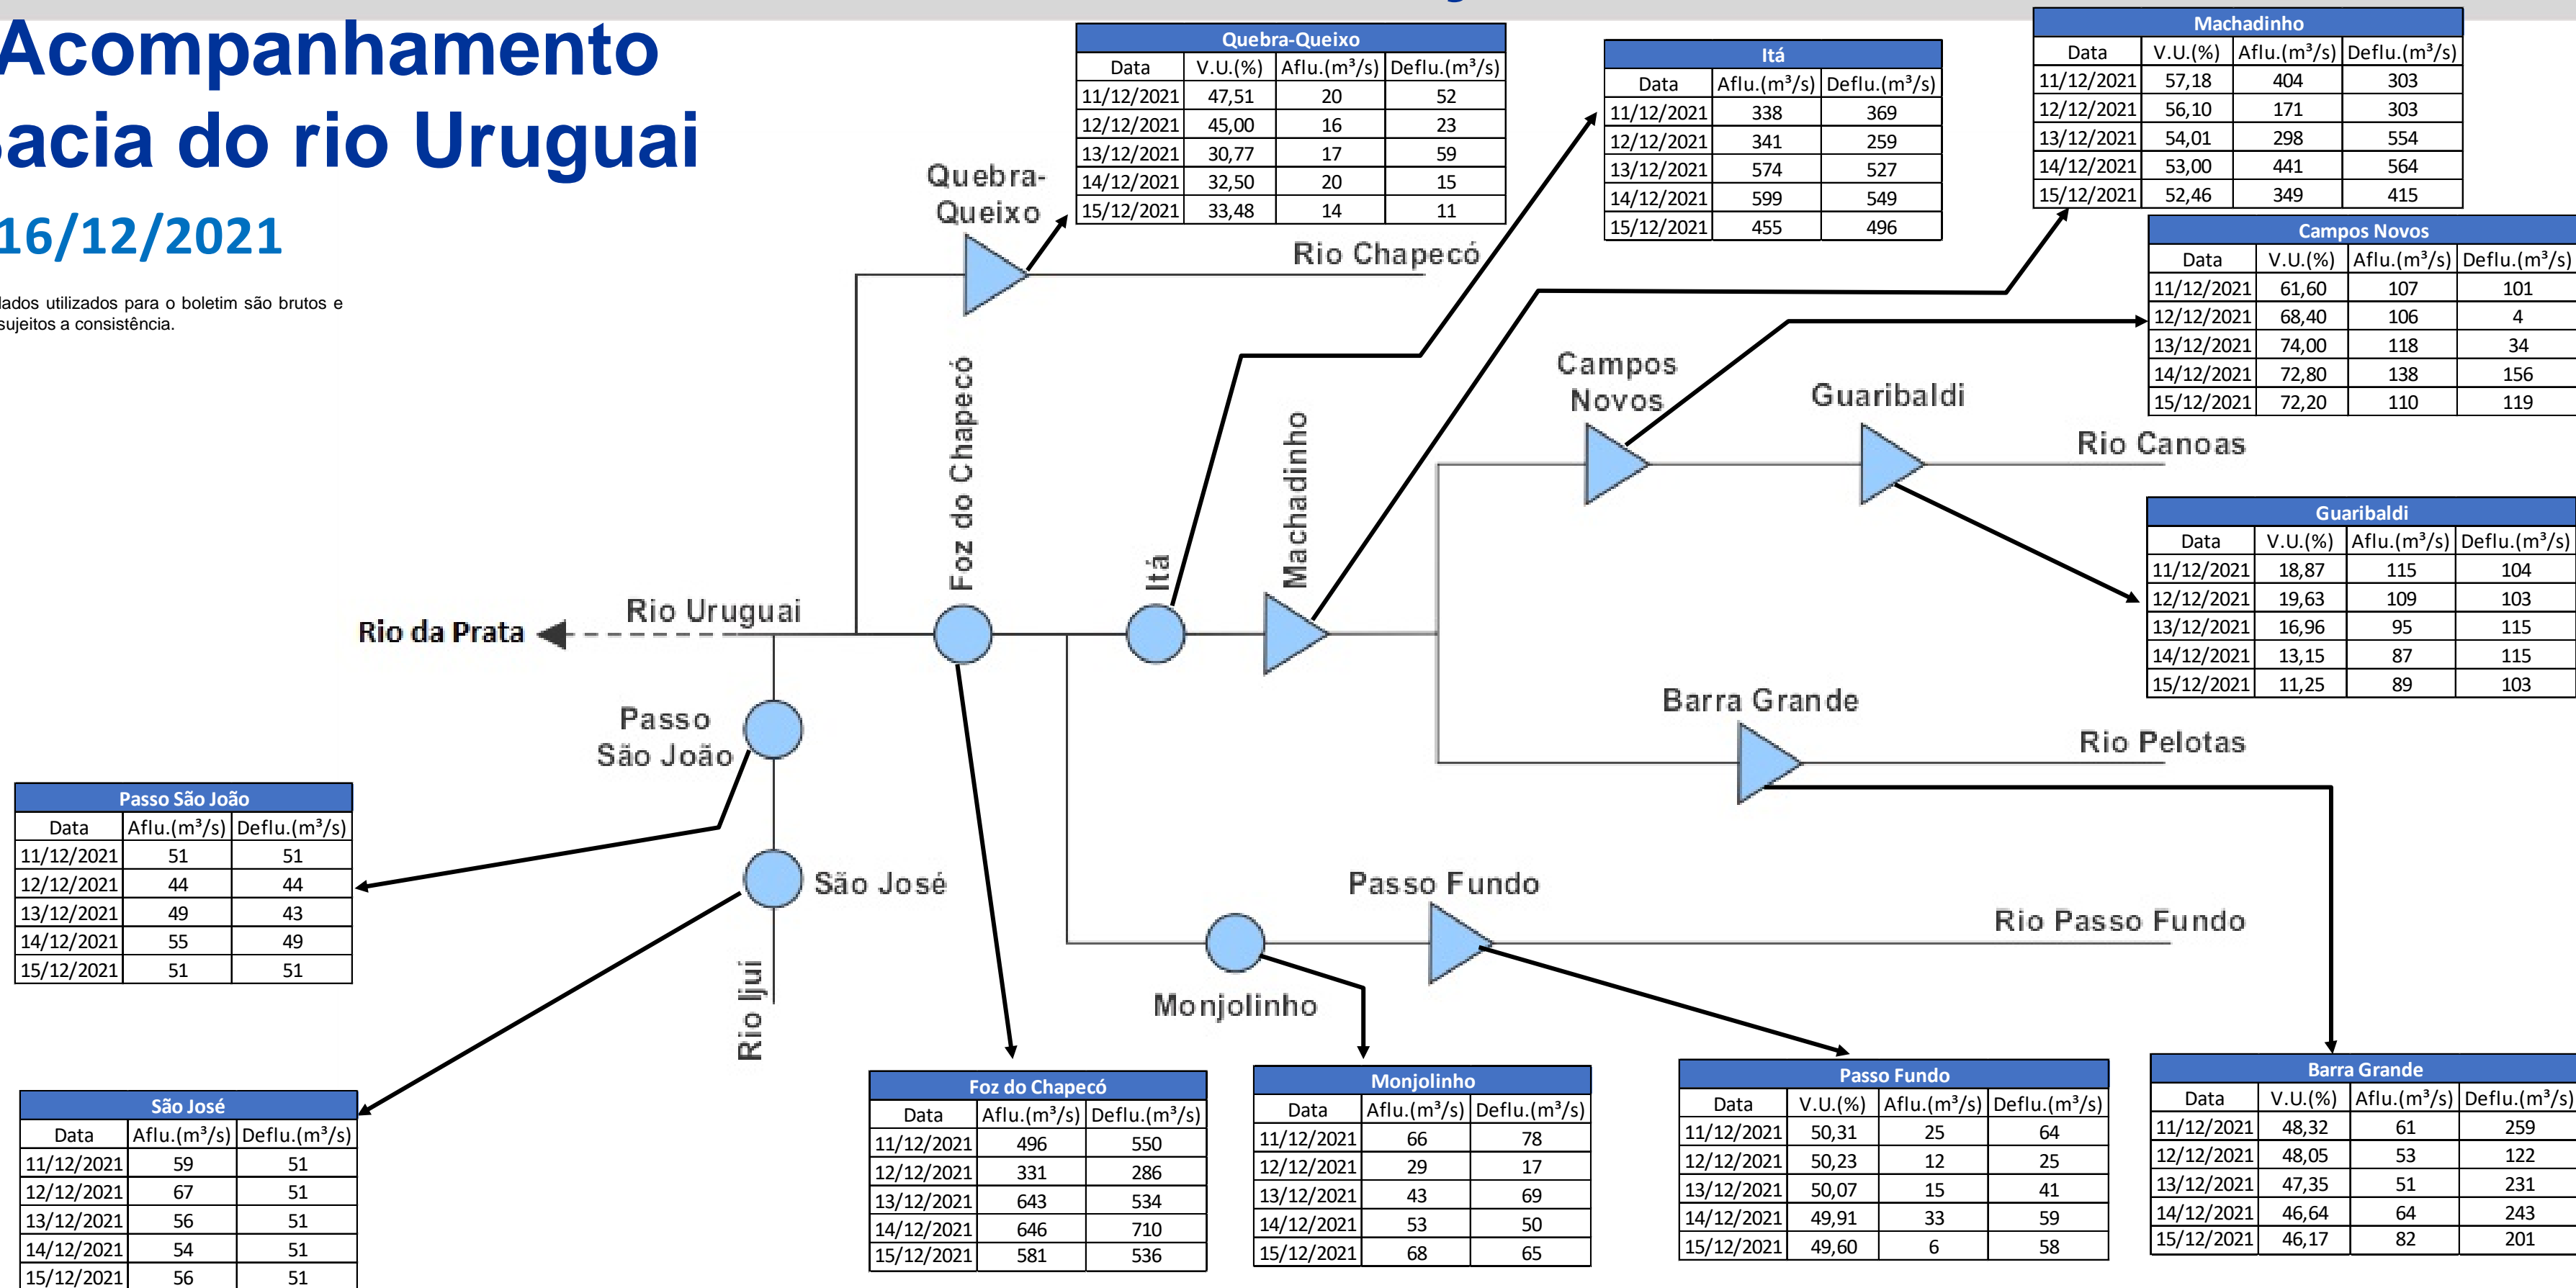 Acompanhamento
acia do rio Uruguai
16/12/2021
dados utilizados para o boletim são brutos e
sujeitos a consistência.
Quebra-Queixo
Data V.U.(%) Aflu.(m³/s) Deflu.(m³/s)
11/12/2021 47,51 20 52
12/12/2021 45,00 16 23
13/12/2021 30,77 17 59
14/12/2021 32,50 20 15
15/12/2021 33,48 14 11
Itá
Data Aflu.(m³/s) Deflu.(m³/s)
11/12/2021 338 369
12/12/2021 341 259
13/12/2021 574 527
14/12/2021 599 549
15/12/2021 455 496
Machadinho
Data V.U.(%) Aflu.(m³/s) Deflu.(m³/s)
11/12/2021 57,18 404 303
12/12/2021 56,10 171 303
13/12/2021 54,01 298 554
14/12/2021 53,00 441 564
15/12/2021 52,46 349 415
Campos Novos
Data V.U.(%) Aflu.(m³/s) Deflu.(m³/s)
11/12/2021 61,60 107 101
12/12/2021 68,40 106 4
13/12/2021 74,00 118 34
14/12/2021 72,80 138 156
15/12/2021 72,20 110 119
Quebra-
Queixo
Rio Chapecó
Foz do Chapecó
Itá
Machadinho
Campos
Novos
Guaribaldi
Rio Canoas
Guaribaldi
Data V.U.(%) Aflu.(m³/s) Deflu.(m³/s)
11/12/2021 18,87 115 104
12/12/2021 19,63 109 103
13/12/2021 16,96 95 115
14/12/2021 13,15 87 115
15/12/2021 11,25 89 103
Rio da Prata
Rio Uruguai
Barra Grande
Rio Pelotas
Passo
São João
São José
Rio Ijuí
Passo Fundo
Rio Passo Fundo
Monjolinho
Passo São João
Data Aflu.(m³/s) Deflu.(m³/s)
11/12/2021 51 51
12/12/2021 44 44
13/12/2021 49 43
14/12/2021 55 49
15/12/2021 51 51
São José
Data Aflu.(m³/s) Deflu.(m³/s)
11/12/2021 59 51
12/12/2021 67 51
13/12/2021 56 51
14/12/2021 54 51
15/12/2021 56 51
Foz do Chapecó
Data Aflu.(m³/s) Deflu.(m³/s)
11/12/2021 496 550
12/12/2021 331 286
13/12/2021 643 534
14/12/2021 646 710
15/12/2021 581 536
Monjolinho
Data Aflu.(m³/s) Deflu.(m³/s)
11/12/2021 66 78
12/12/2021 29 17
13/12/2021 43 69
14/12/2021 53 50
15/12/2021 68 65
Passo Fundo
Data V.U.(%) Aflu.(m³/s) Deflu.(m³/s)
11/12/2021 50,31 25 64
12/12/2021 50,23 12 25
13/12/2021 50,07 15 41
14/12/2021 49,91 33 59
15/12/2021 49,60 6 58
Barra Grande
Data V.U.(%) Aflu.(m³/s) Deflu.(m³/s)
11/12/2021 48,32 61 259
12/12/2021 48,05 53 122
13/12/2021 47,35 51 231
14/12/2021 46,64 64 243
15/12/2021 46,17 82 201